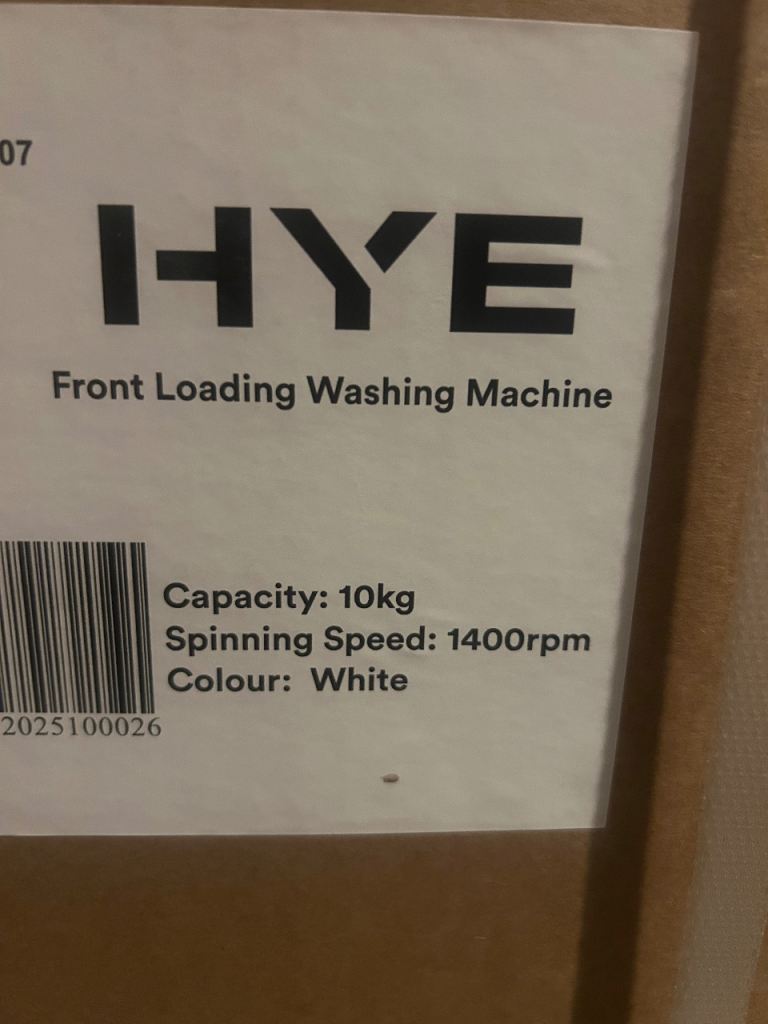 07
HYE
Front Loading Washing Machine
Capacity: 10kg
Spinning Speed: 1400rpm
Colour: White
2025100026